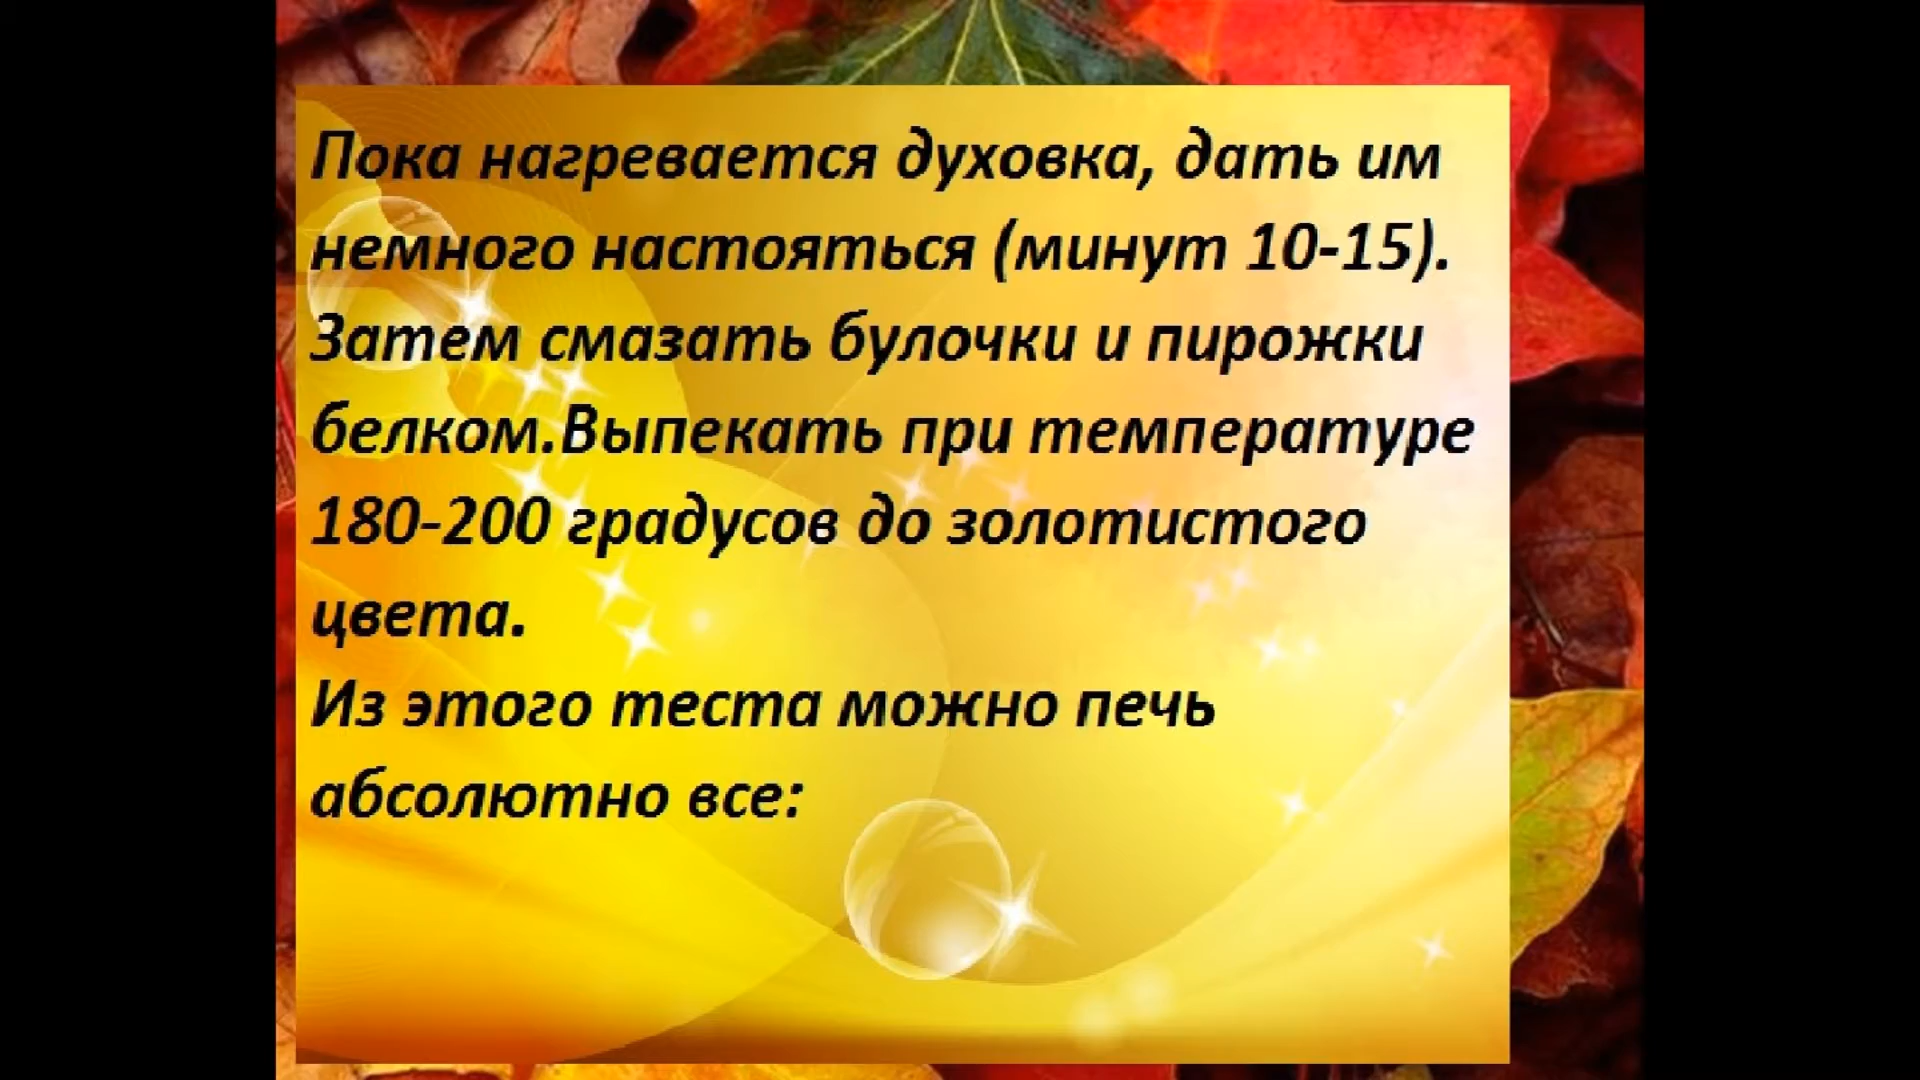 Пока нагревается духовка, дать им
немного настояться (минут 10-15).
Затем смазать булочки и пирожки
белком.Выпекать при температуре
180-200 градусов до золотистого
цвета.
Из этого теста можно печь
абсолютно все: